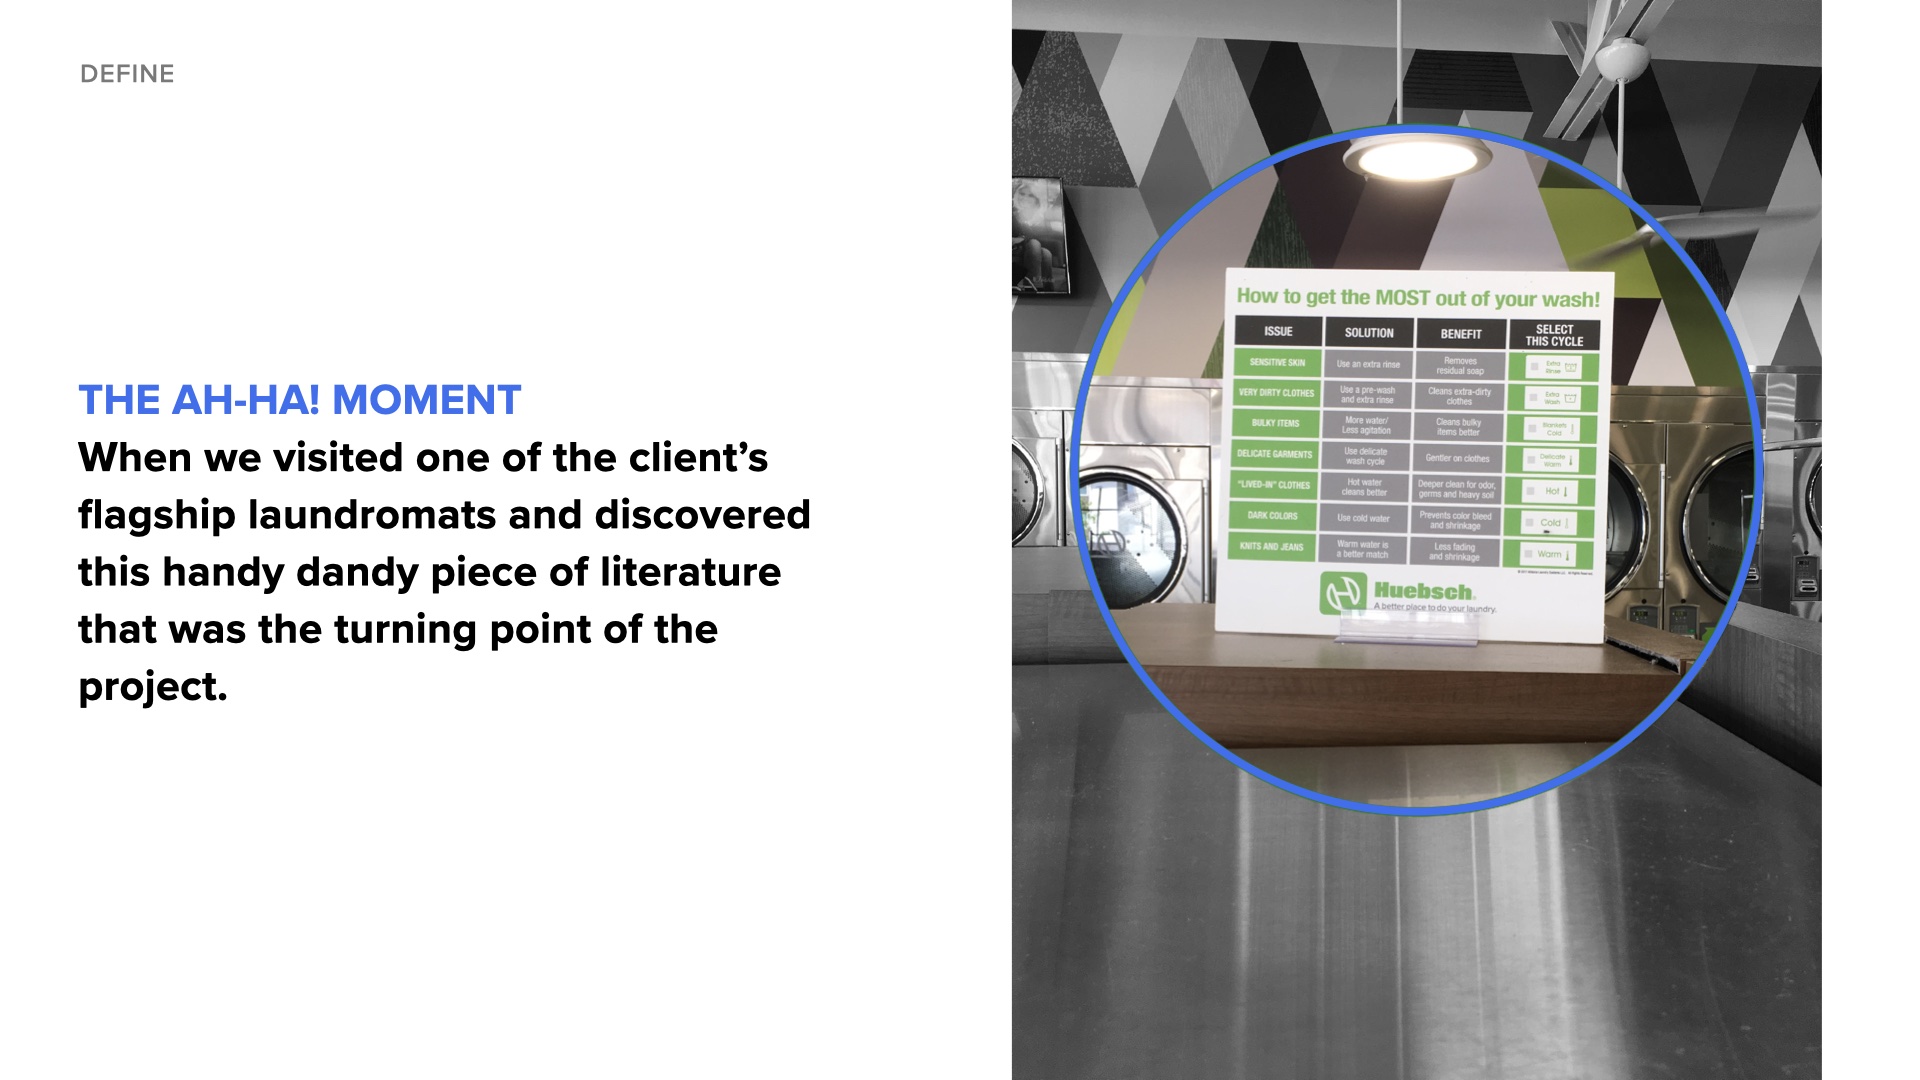 DEFINE
THE AH-HA! MOMENT
When we visited one of the client’s
flagship laundromats and discovered
this handy dandy piece of literature
that was the turning point of the
project.
How to get the MOST out of your wash!
ISSUE
SOLUTION
BENEFIT
SELECT
THIS CYCLE
SENSITIVE SKIN
Use an extra rinse
Removes
residual soap
Extra
Rinse
VERY DIRTY CLOTHES
Use a pre-wash
and extra rinse
Cleans extra-dirty
clothes
Extra
Wash
BULKY ITEMS
More water/
Less agitation
Cleans bulky
items better
Blankets
Cold
DELICATE GARMENTS
Use delicate
wash cycle
Gentler on clothes
Delicate
Warm
“LIVED-IN” CLOTHES
Hot water
cleans better
Deeper clean for odor,
germs and heavy soil
Hot
DARK COLORS
Use cold water
Prevents color bleed
and shrinkage
Cold
KNITS AND JEANS
Warm water is
a better match
Less fading
and shrinkage
Warm
Huebsch
A better place to do your laundry.